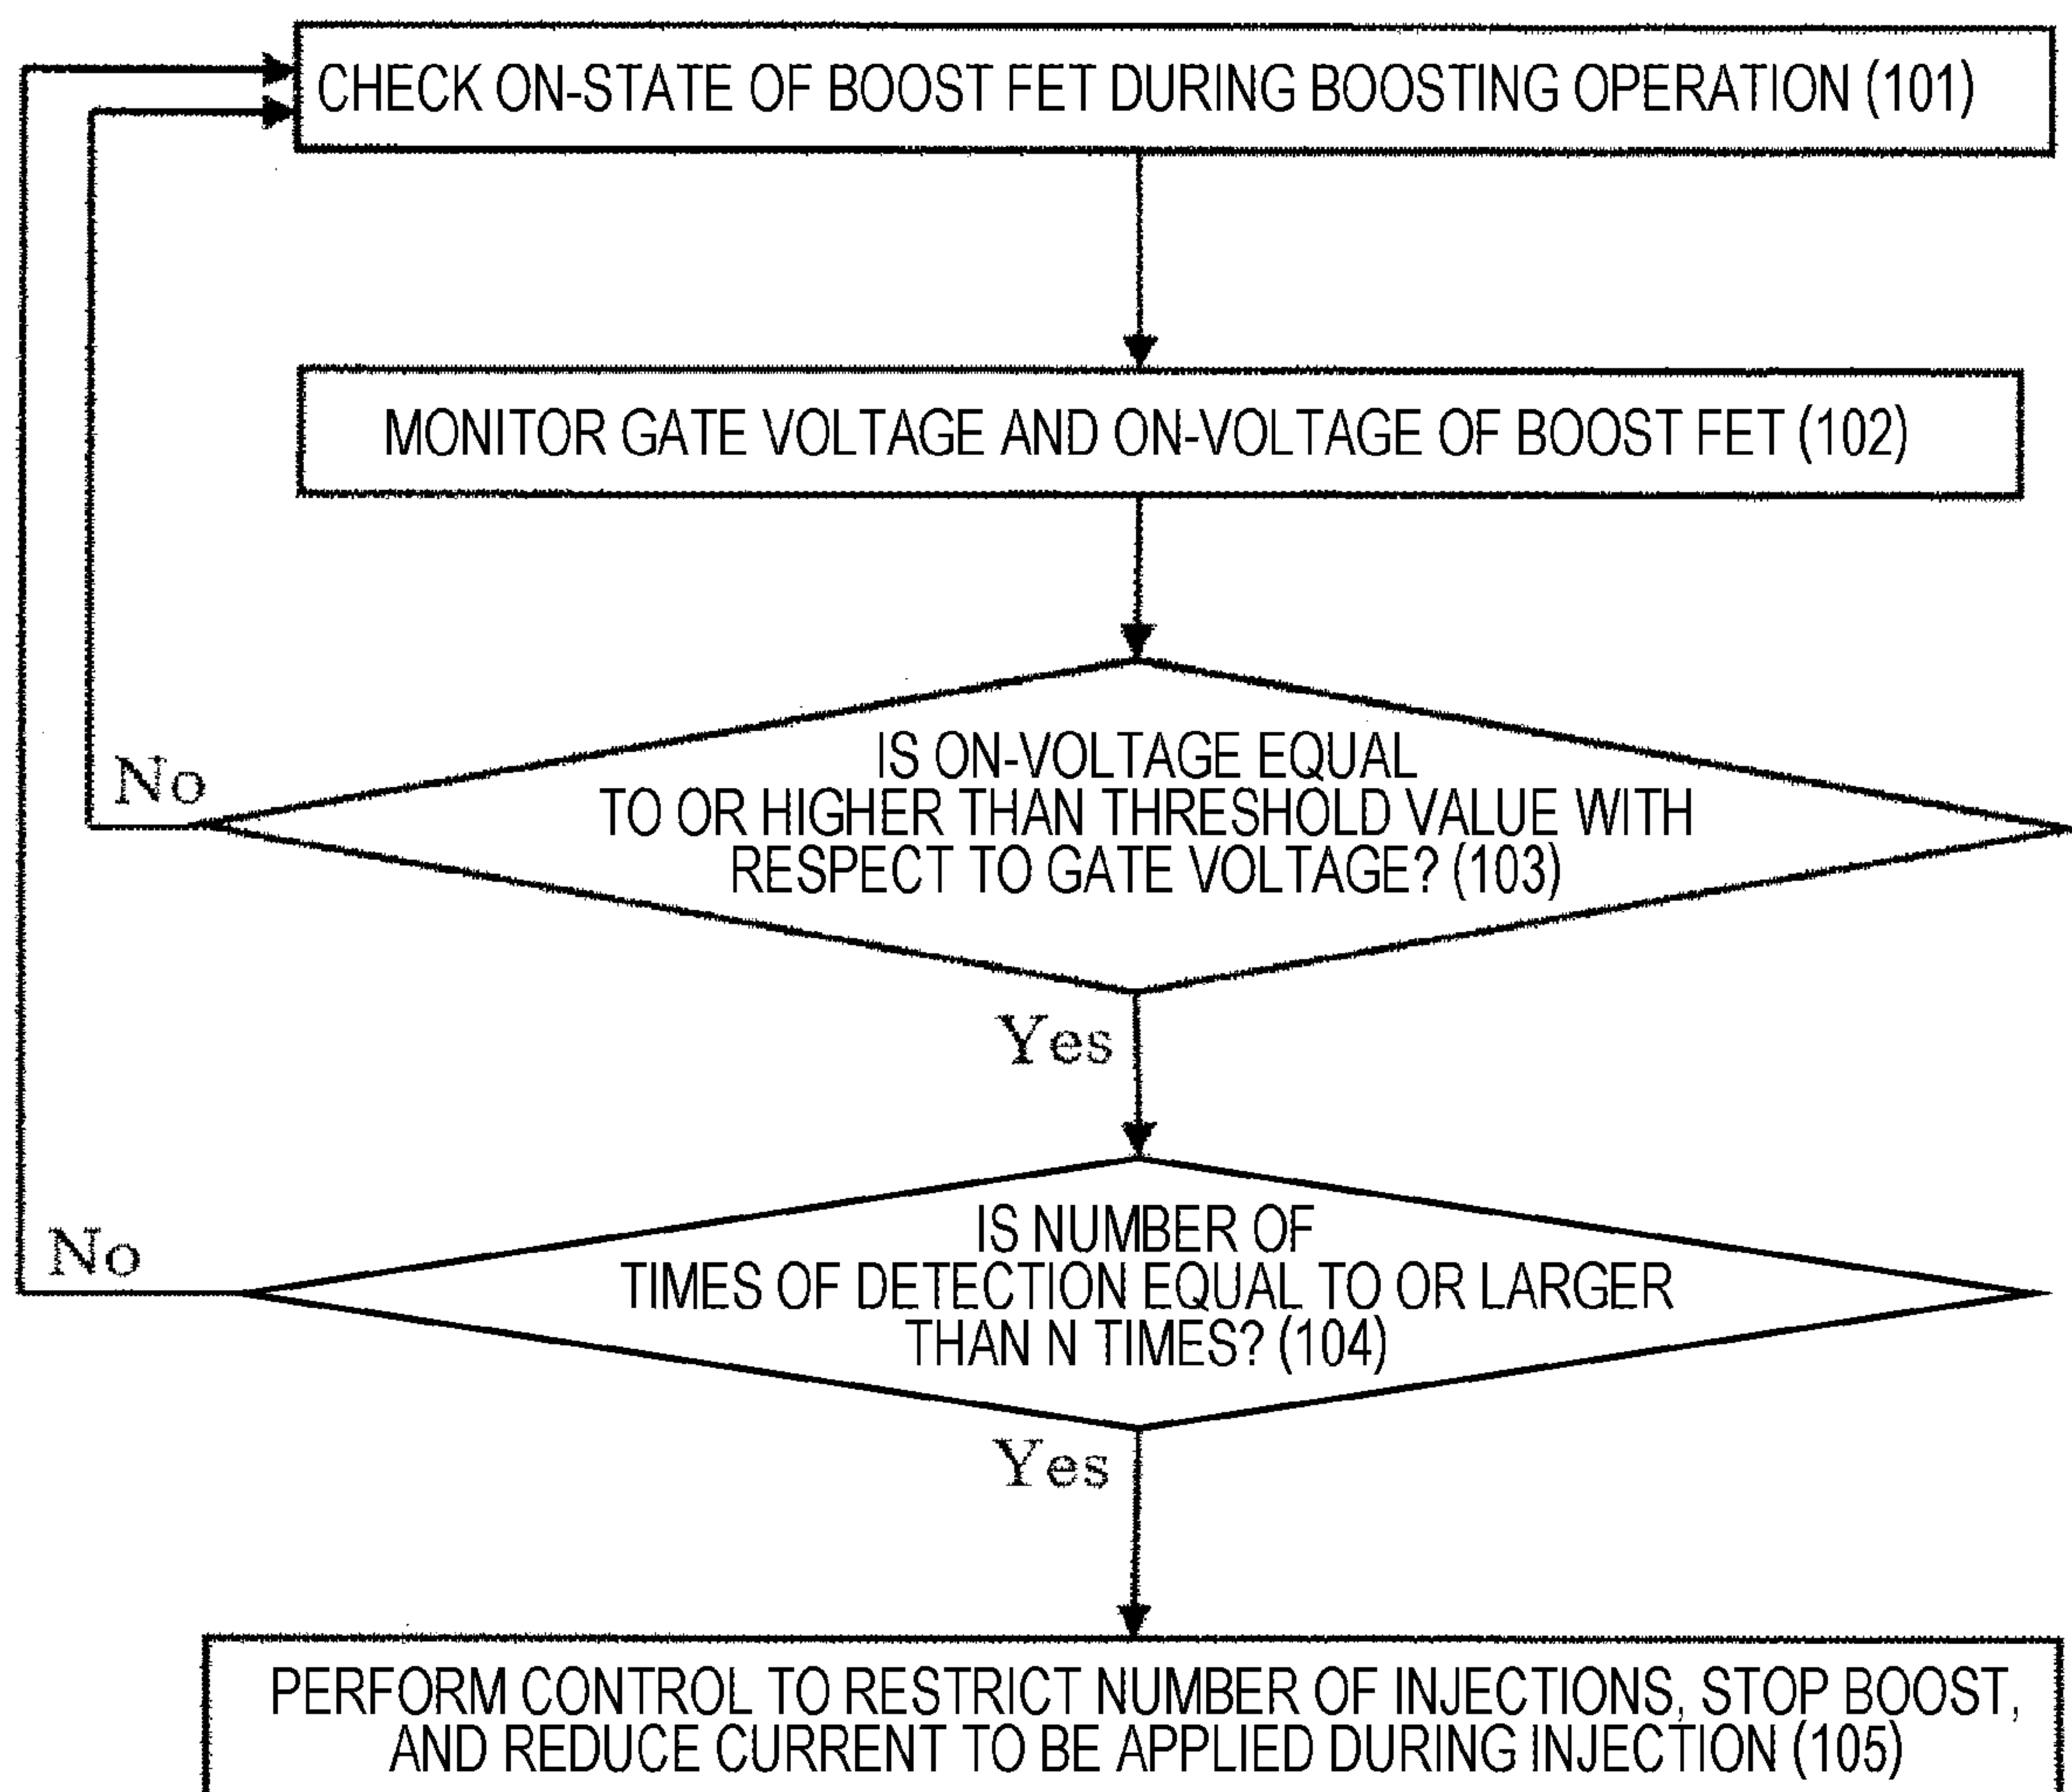 CHECK ON-STATE OF BOOST FET DURING BOOSTING OPERATION (101)
MONITOR GATE VOLTAGE AND ON-VOLTAGE OF BOOST FET (102)
IS ON-VOLTAGE EQUAL
TO OR HIGHER THAN THRESHOLD VALUE WITH
RESPECT TO GATE VOLTAGE? (103)
No
Yes
IS NUMBER OF
TIMES OF DETECTION EQUAL TO OR LARGER
THAN N TIMES? (104)
No
Yes
PERFORM CONTROL TO RESTRICT NUMBER OF INJECTIONS, STOP BOOST,
AND REDUCE CURRENT TO BE APPLIED DURING INJECTION (105)